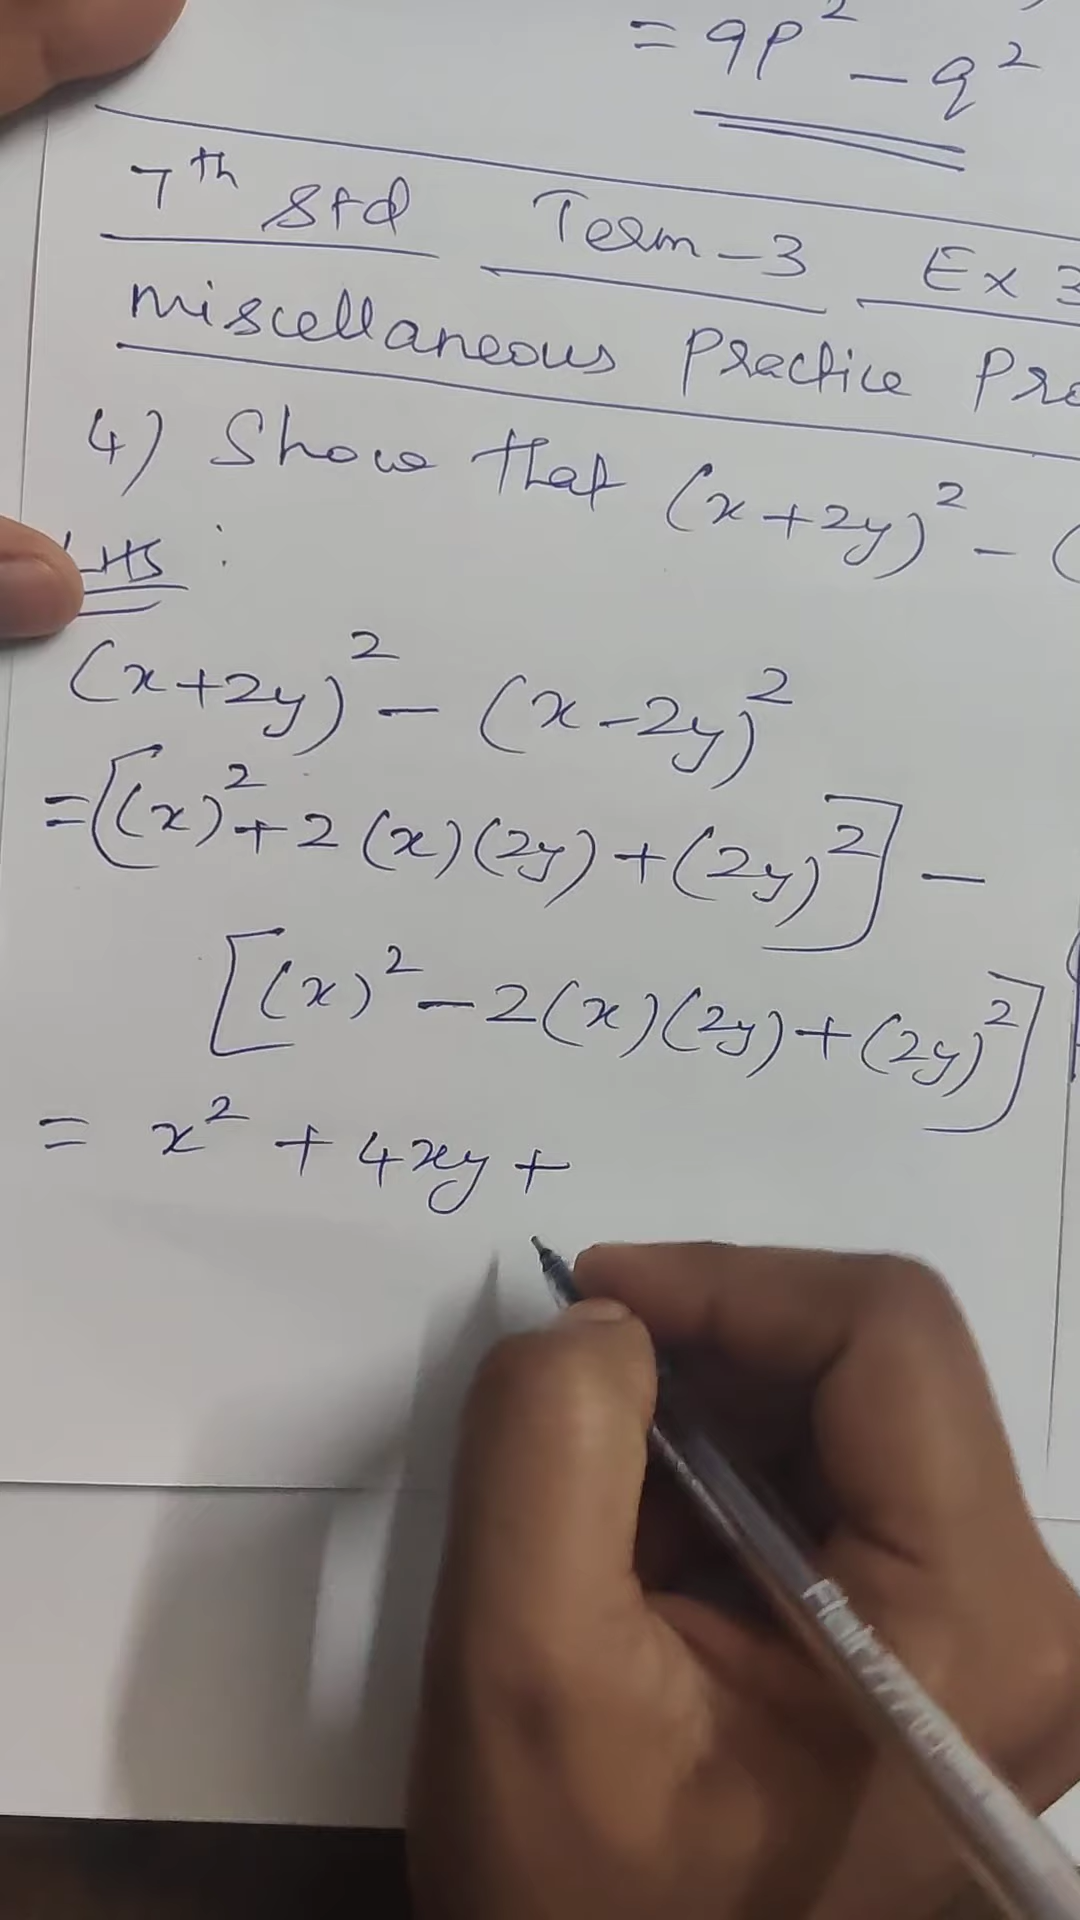 = 9p² - q²
7th Std Term-3 Ex 3
miscellaneous Practice
4) Show that (x+2y)² - (
LHS :
(x+2y)² - (x-2y)²
= [(x)² + 2(x)(2y) + (2y)²] -
[(x)² - 2(x)(2y) + (2y)²]
= x² + 4xy +
Flair